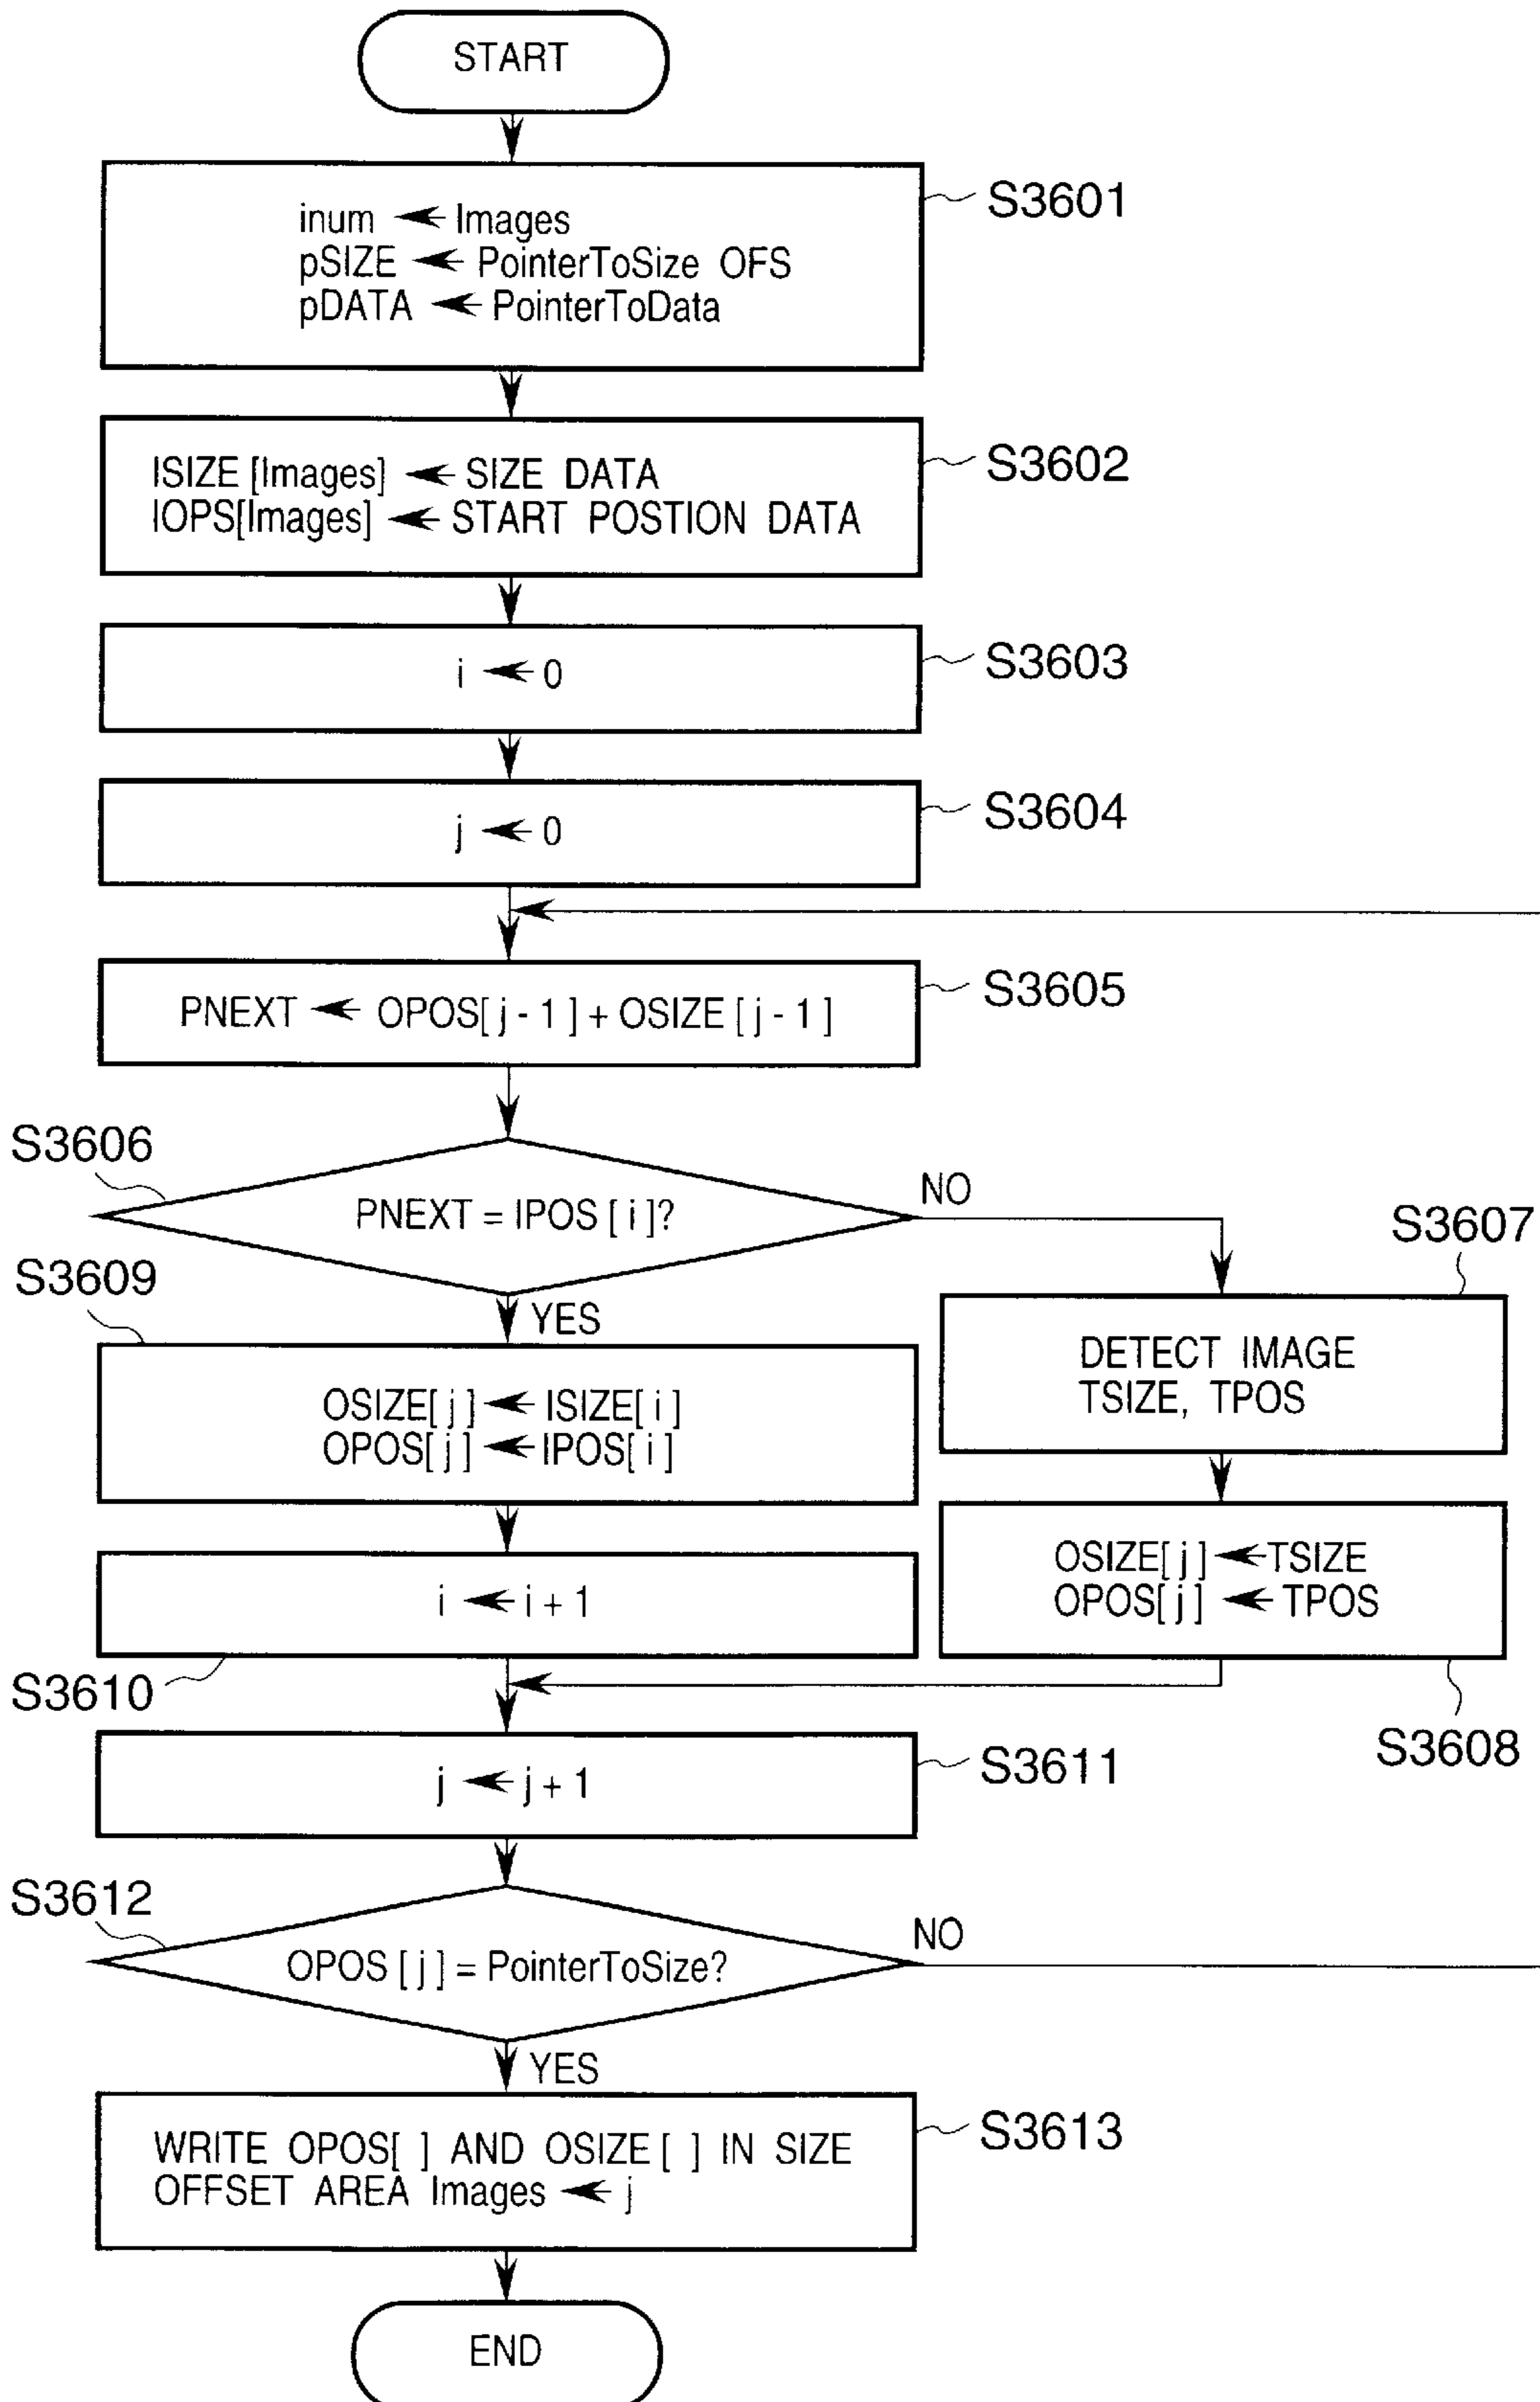 START
S3601
inum ← Images
pSIZE ← PointerToSize OFS
pDATA ← PointerToData
S3602
ISIZE [Images] ← SIZE DATA
IOPS[Images] ← START POSTION DATA
i ← 0
S3603
j ← 0
S3604
PNEXT ← OPOS[ j - 1 ] + OSIZE [ j - 1 ]
S3605
S3606
PNEXT = IPOS [ i ]?
NO
YES
S3607
DETECT IMAGE
TSIZE, TPOS
S3609
OSIZE[ j ] ← ISIZE[ i ]
OPOS[ j ] ← IPOS[ i ]
OSIZE[ j ] ← TSIZE
OPOS[ j ] ← TPOS
S3608
i ← i + 1
S3610
j ← j + 1
S3611
S3612
OPOS [ j ] = PointerToSize?
NO
YES
WRITE OPOS[ ] AND OSIZE [ ] IN SIZE
OFFSET AREA Images ← j
S3613
END